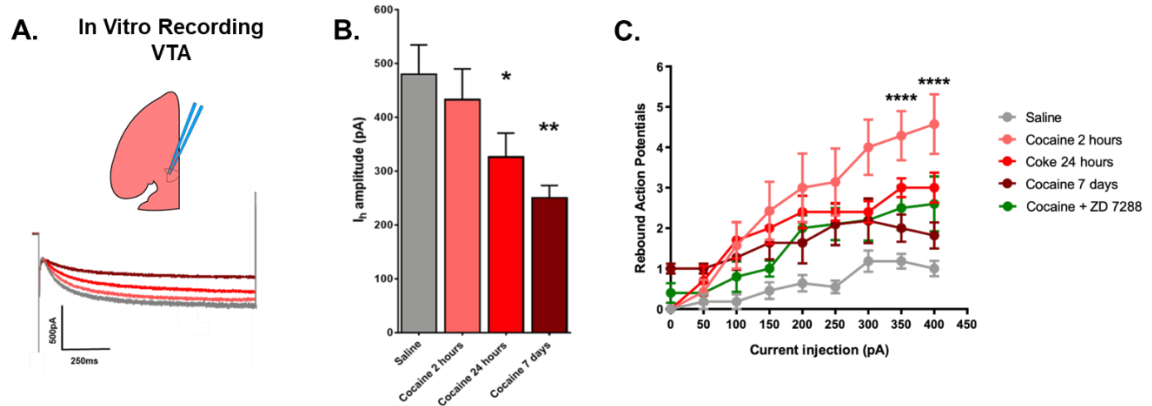 A.
In Vitro Recording
VTA
500pA
250ms
B.
Ih amplitude (pA)
600
500
400
300
200
100
0
*
**
Saline
Cocaine 2 hours
Cocaine 24 hours
Cocaine 7 days
C.
Rebound Action Potentials
6
5
4
3
2
1
0
****
****
0
50
100
150
200
250
300
350
400
450
Current injection (pA)
Saline
Cocaine 2 hours
Coke 24 hours
Cocaine 7 days
Cocaine + ZD 7288